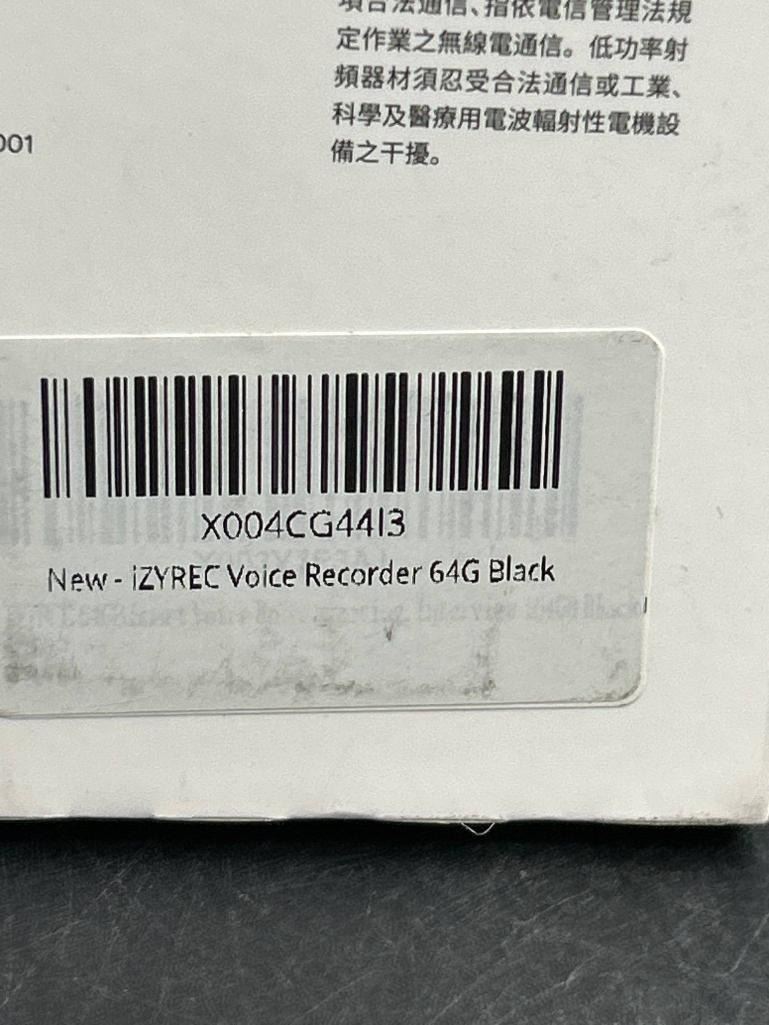 項合法通信、指依電信管理法規
定作業之無線電通信。低功率射
頻器材須忍受合法通信或工業、
科學及醫療用電波輻射性電機設
備之干擾。
001
X004CG44I3
New - iZYREC Voice Recorder 64G Black